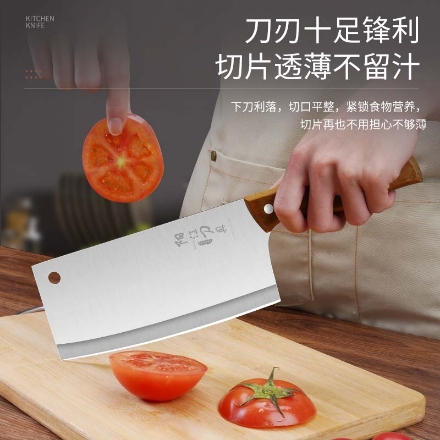 KITCHEN
KNIFE
刀刃十足锋利
切片透薄不留汁
下刀利落，切口平整，紧锁食物营养，
切片再也不用担心不够薄